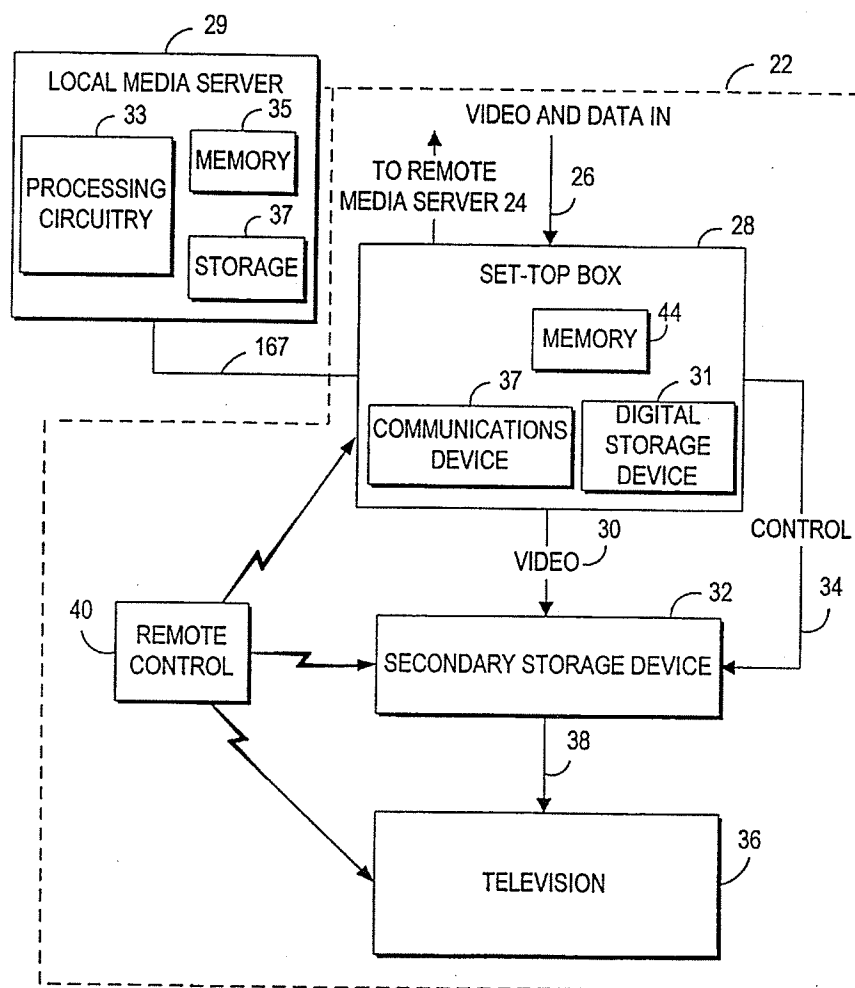 29
LOCAL MEDIA SERVER
33
35
PROCESSING
CIRCUITRY
MEMORY
37
STORAGE
167
22
VIDEO AND DATA IN
TO REMOTE
MEDIA SERVER 24
26
28
SET-TOP BOX
MEMORY
44
37
COMMUNICATIONS
DEVICE
31
DIGITAL
STORAGE
DEVICE
VIDEO
30
CONTROL
34
40
REMOTE
CONTROL
32
SECONDARY STORAGE DEVICE
38
TELEVISION
36